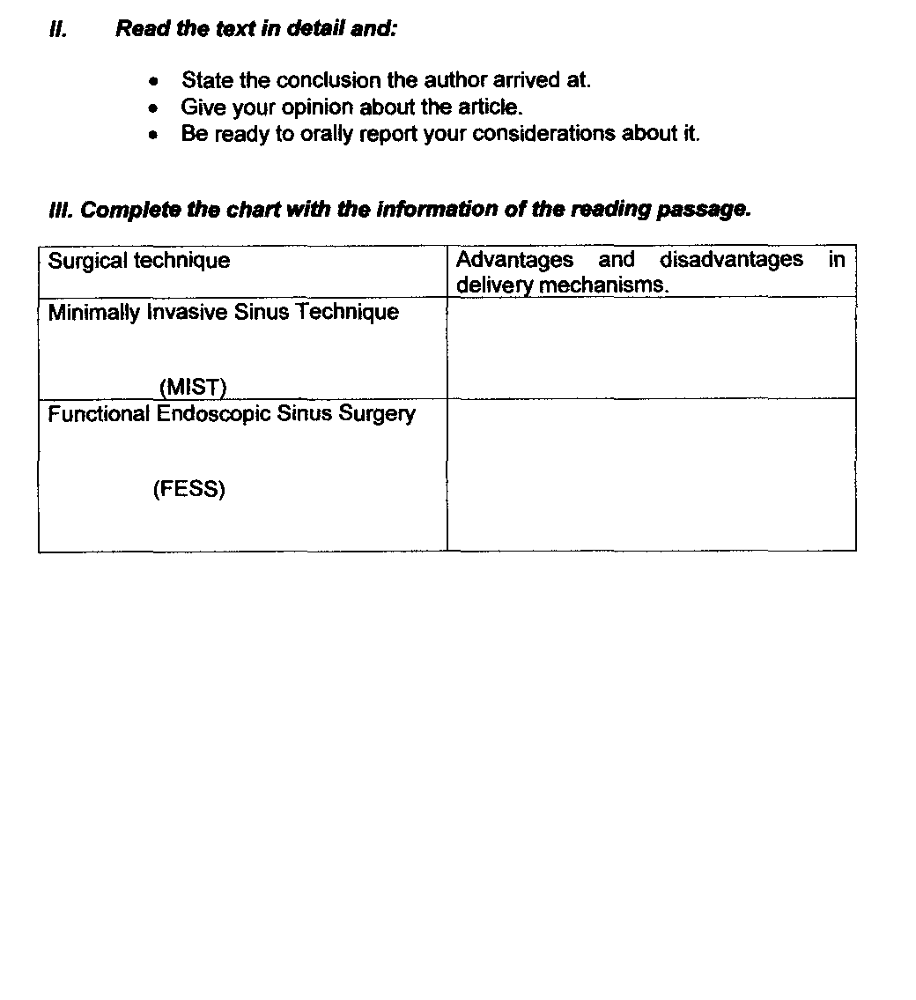 II. Read the text in detail and:
• State the conclusion the author arrived at.
• Give your opinion about the article.
• Be ready to orally report your considerations about it.
III. Complete the chart with the information of the reading passage.
Surgical technique
Advantages and disadvantages in
delivery mechanisms.
Minimally Invasive Sinus Technique
(MIST)
Functional Endoscopic Sinus Surgery
(FESS)